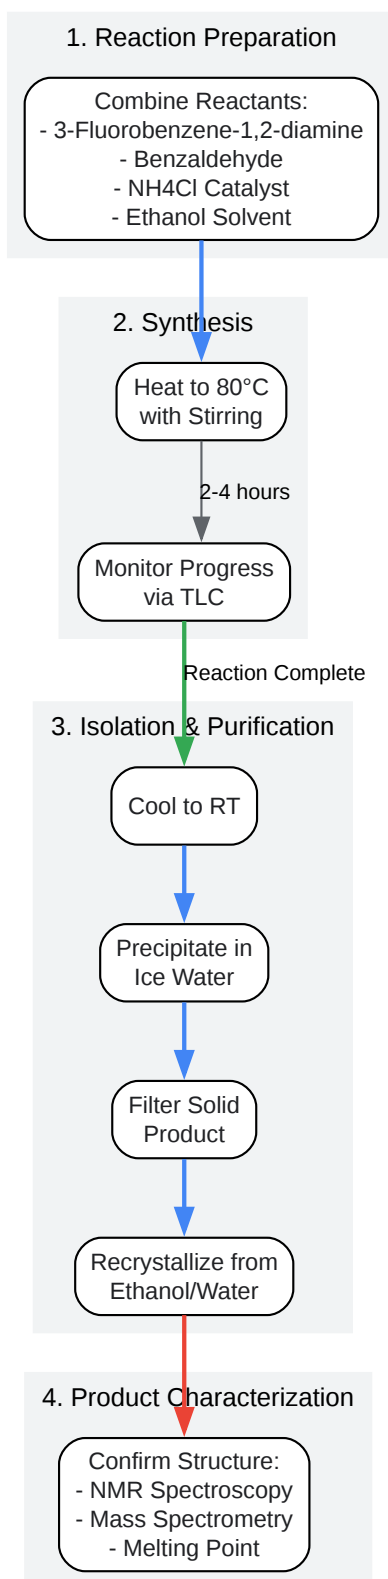 1. Reaction Preparation
Combine Reactants:
- 3-Fluorobenzene-1,2-diamine
- Benzaldehyde
- NH4Cl Catalyst
- Ethanol Solvent
2. Synthesis
Heat to 80°C
with Stirring
2-4 hours
Monitor Progress
via TLC
Reaction Complete
3. Isolation & Purification
Cool to RT
Precipitate in
Ice Water
Filter Solid
Product
Recrystallize from
Ethanol/Water
4. Product Characterization
Confirm Structure:
- NMR Spectroscopy
- Mass Spectrometry
- Melting Point